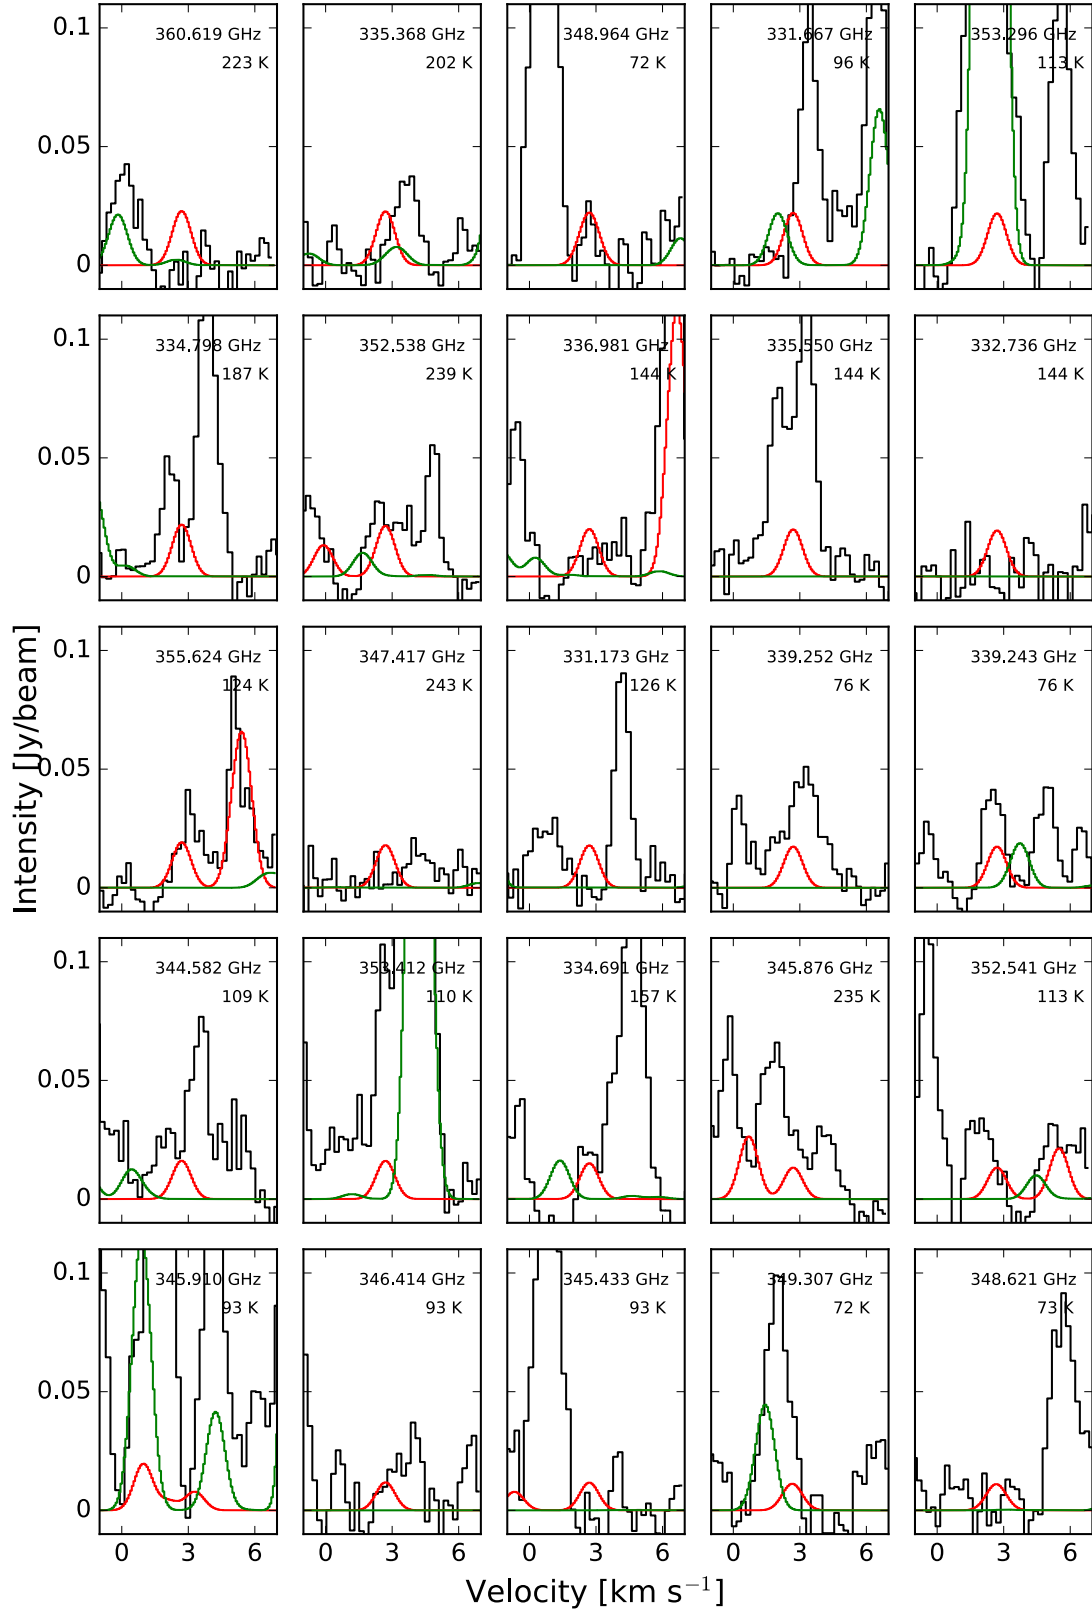 0.1
0.05
0
360.619 GHz
223 K
335.368 GHz
202 K
348.964 GHz
72 K
331.667 GHz
96 K
353.296 GHz
113 K
0.1
0.05
0
334.798 GHz
187 K
352.538 GHz
239 K
336.981 GHz
144 K
335.550 GHz
144 K
332.736 GHz
144 K
Intensity [Jy/beam]
0.1
0.05
0
355.624 GHz
124 K
347.417 GHz
243 K
331.173 GHz
126 K
339.252 GHz
76 K
339.243 GHz
76 K
0.1
0.05
0
344.582 GHz
109 K
353.412 GHz
110 K
334.691 GHz
157 K
345.876 GHz
235 K
352.541 GHz
113 K
0.1
0.05
0
345.910 GHz
93 K
346.414 GHz
93 K
345.433 GHz
93 K
349.307 GHz
72 K
348.621 GHz
73 K
0 3 6 0 3 6 0 3 6 0 3 6 0 3 6
Velocity [km s⁻¹]